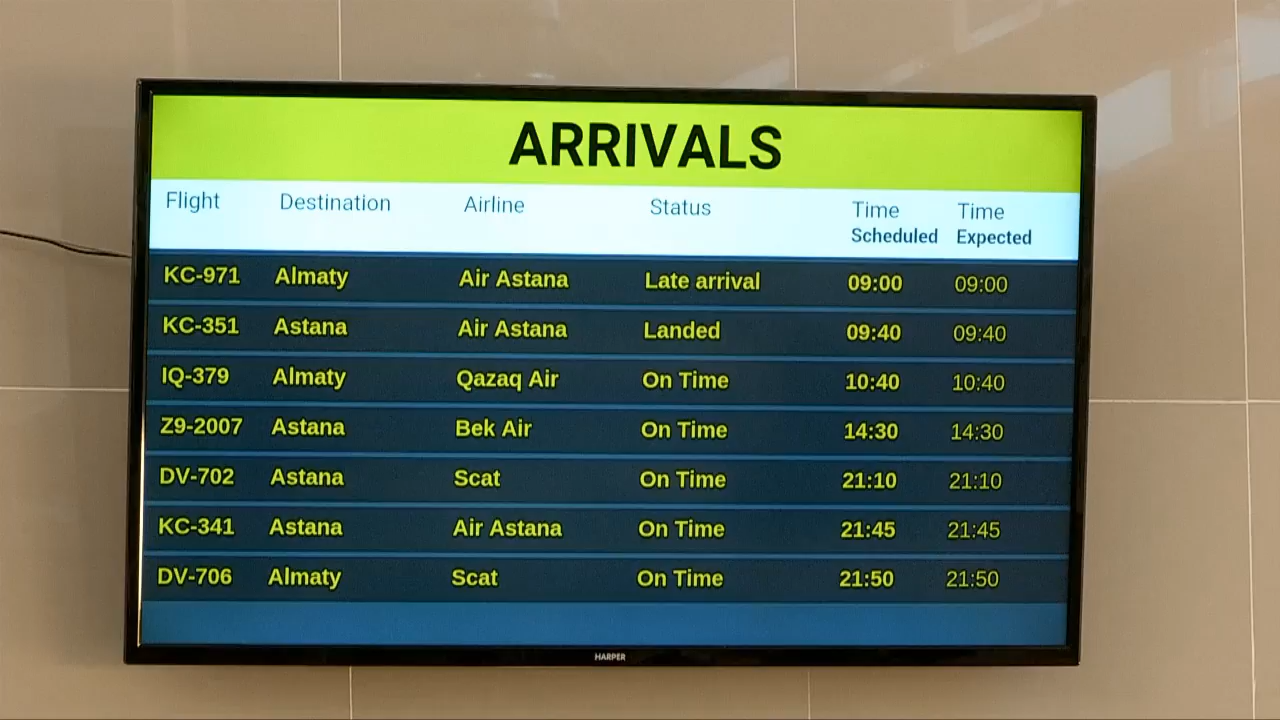 ARRIVALS
Flight Destination Airline Status Time Scheduled Time Expected
KC-971 Almaty Air Astana Late arrival 09:00 09:00
KC-351 Astana Air Astana Landed 09:40 09:40
IQ-379 Almaty Qazaq Air On Time 10:40 10:40
Z9-2007 Astana Bek Air On Time 14:30 14:30
DV-702 Astana Scat On Time 21:10 21:10
KC-341 Astana Air Astana On Time 21:45 21:45
DV-706 Almaty Scat On Time 21:50 21:50
HARPER